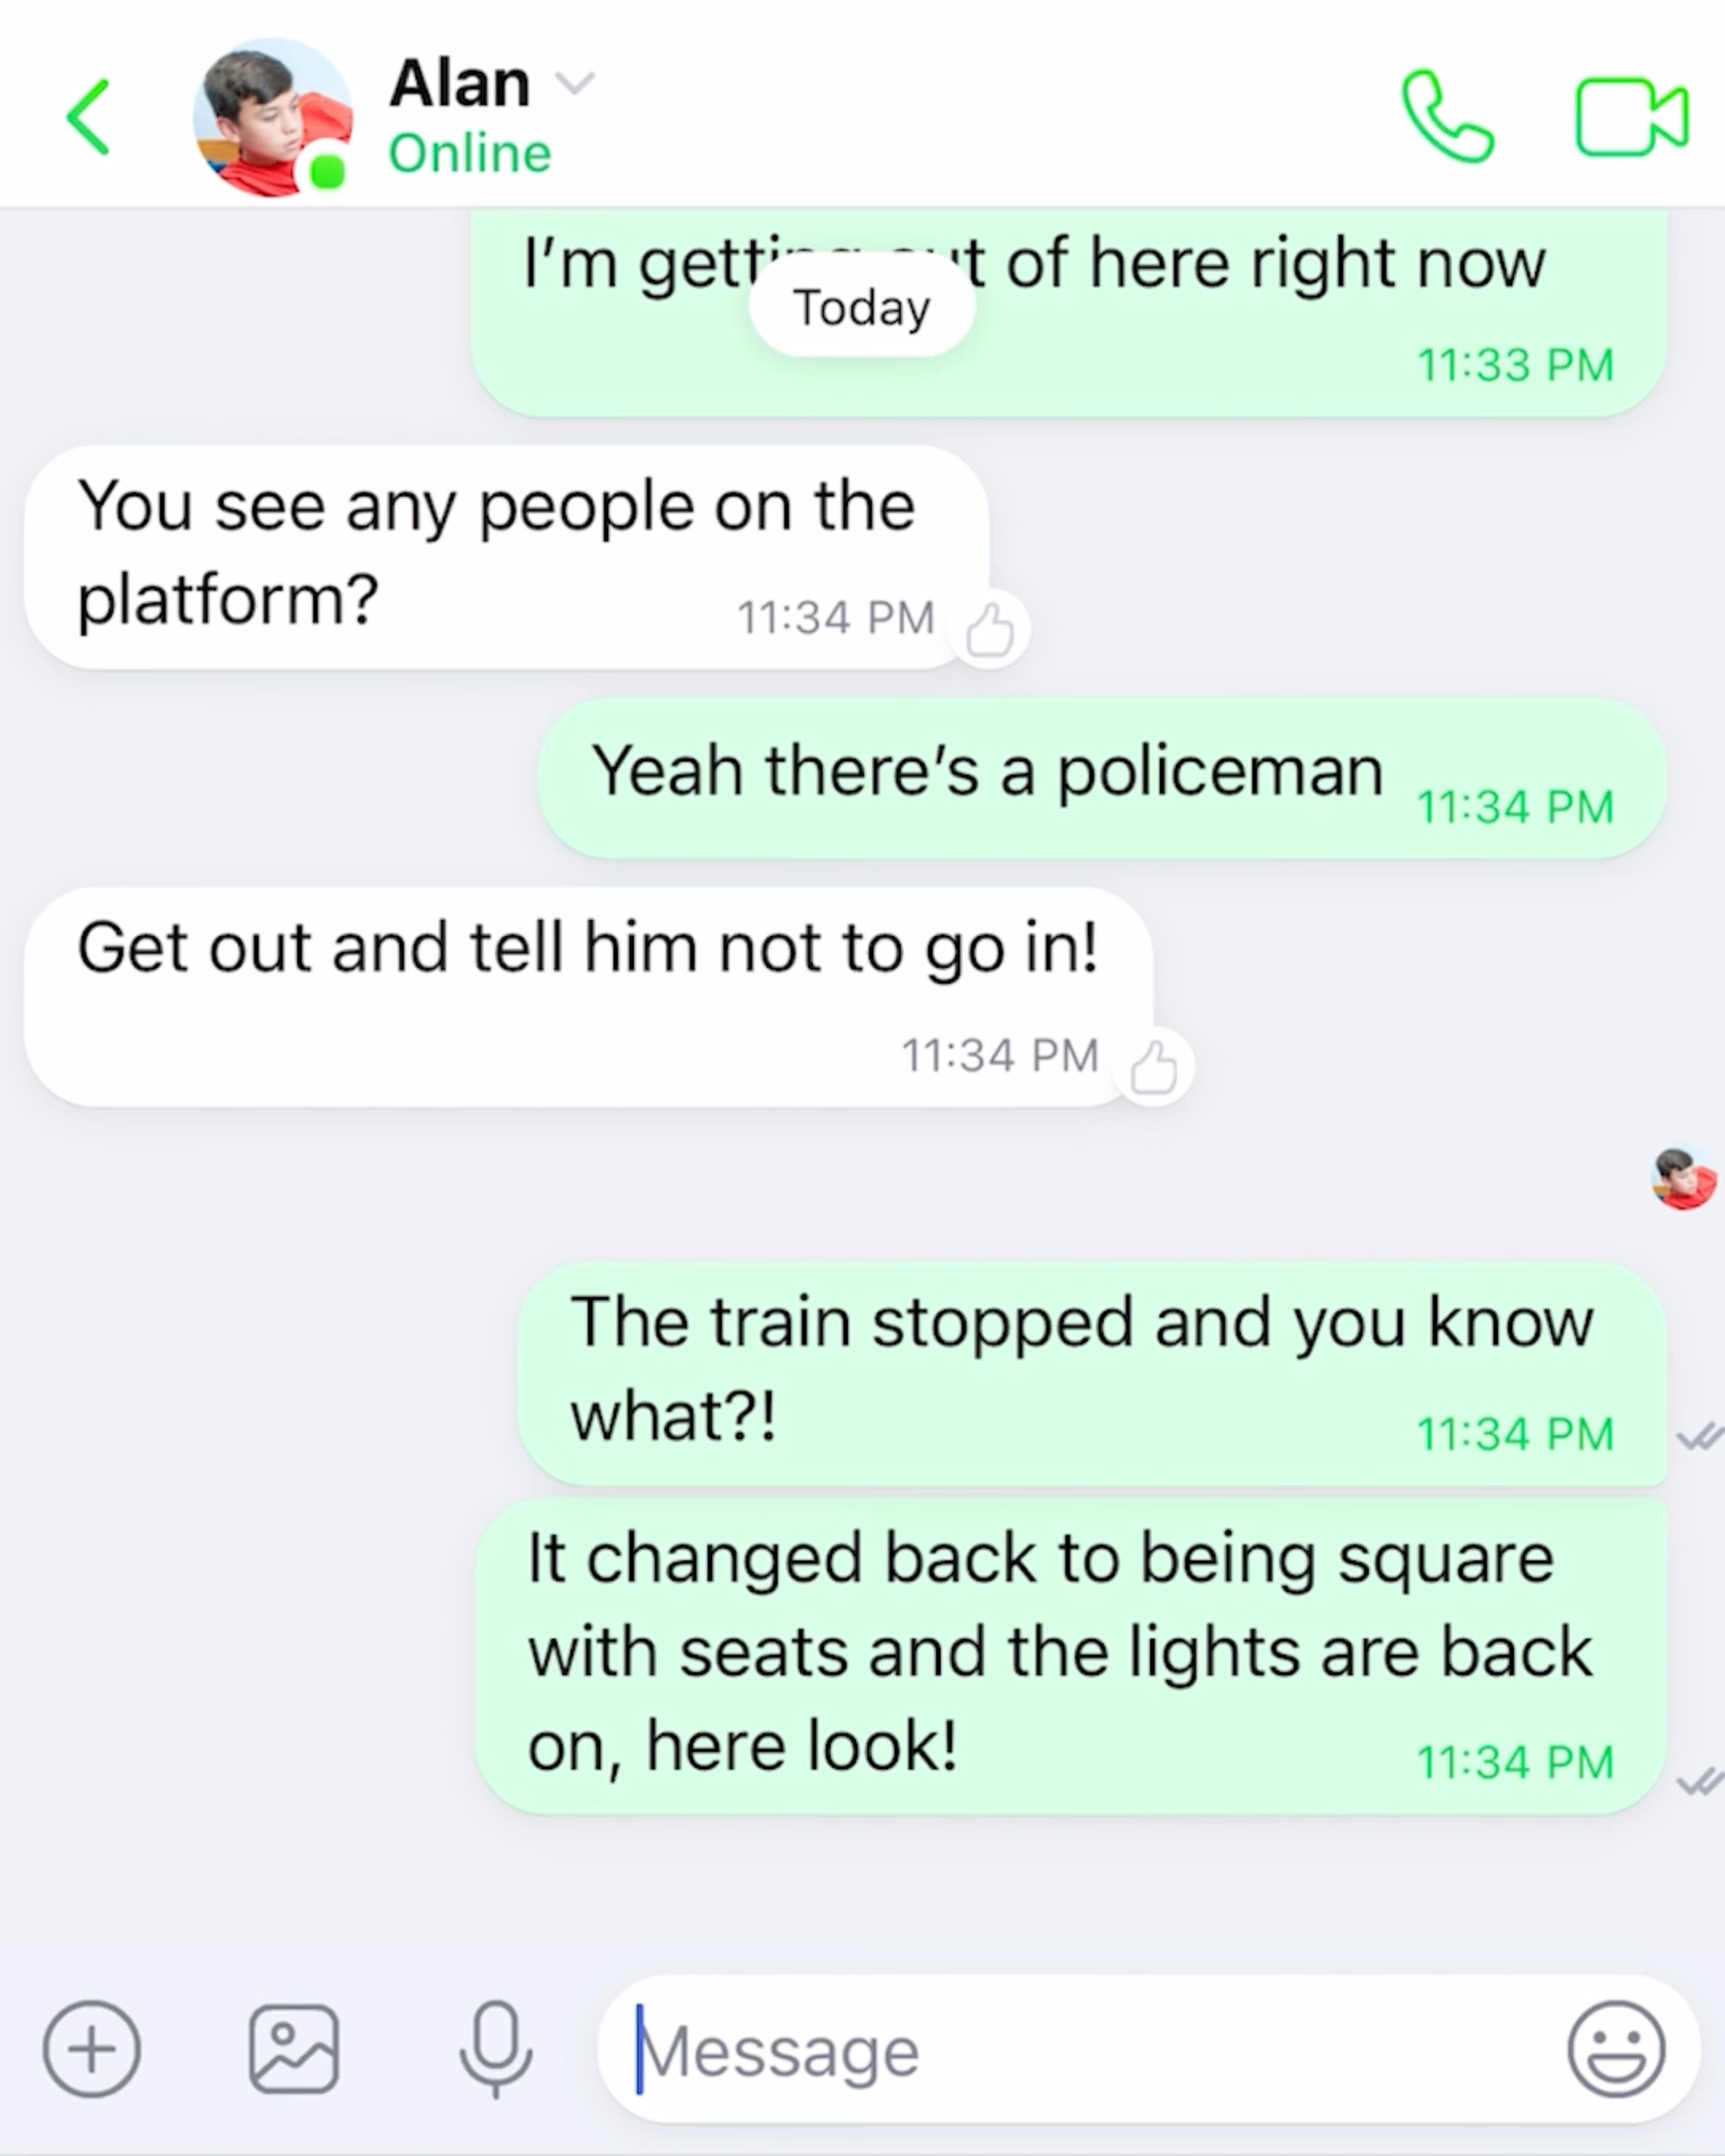 Alan
Online
I'm getting out of here right now
Today
11:33 PM
You see any people on the
platform?
11:34 PM
Yeah there's a policeman
11:34 PM
Get out and tell him not to go in!
11:34 PM
The train stopped and you know
what?!
11:34 PM
It changed back to being square
with seats and the lights are back
on, here look!
11:34 PM
Message